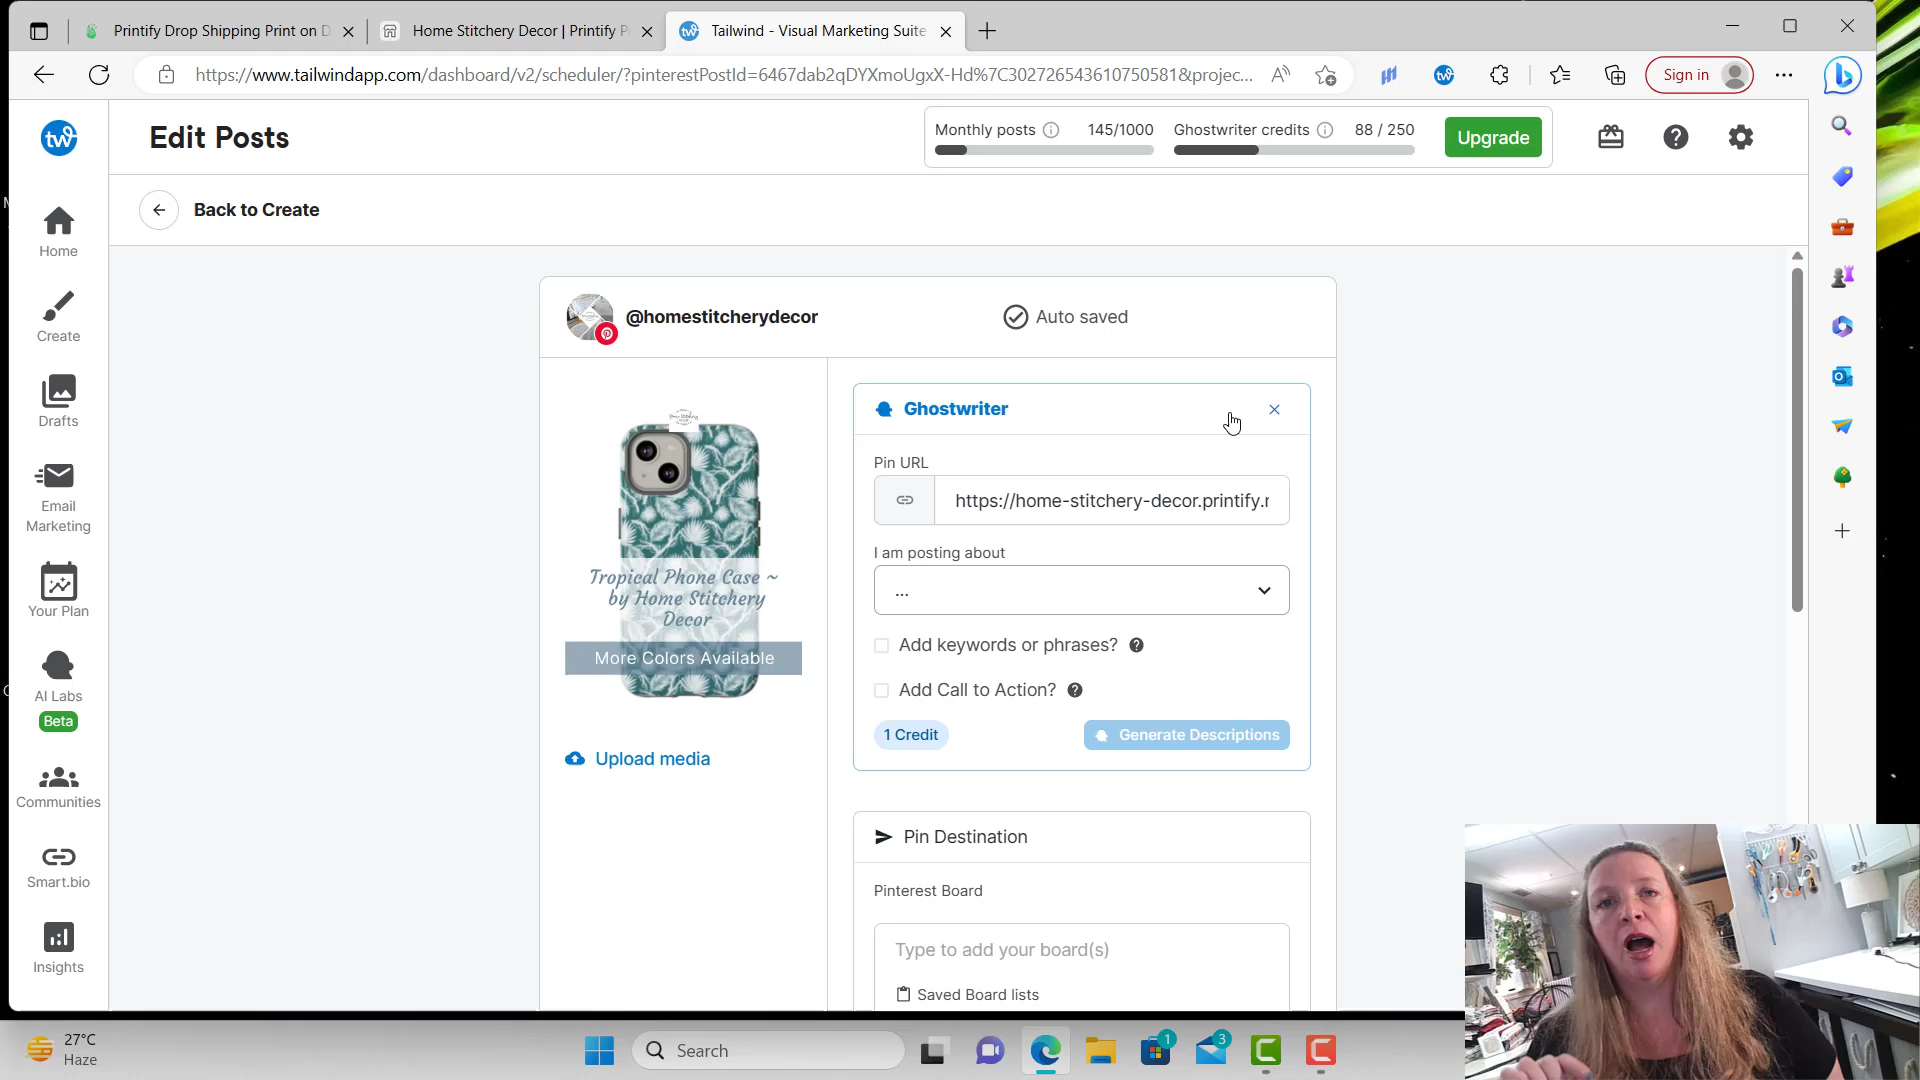 Printify Drop Shipping Print on D
Home Stitchery Decor | Printify P
Tailwind - Visual Marketing Suite
https://www.tailwindapp.com/dashboard/v2/scheduler/?pinterestPostId=6467dab2qDYXmoUgxX-Hd%7C302726543610750581&projec...
Sign in
Edit Posts
Monthly posts 145/1000
Ghostwriter credits 88 / 250
Upgrade
Back to Create
Home
Create
Drafts
Email
Marketing
Your Plan
AI Labs
Beta
Communities
Smart.bio
Insights
@homestitcherydecor
Auto saved
Tropical Phone Case ~
by Home Stitchery
Decor
More Colors Available
Upload media
Ghostwriter
Pin URL
https://home-stitchery-decor.printify.r
I am posting about
...
Add keywords or phrases?
Add Call to Action?
1 Credit
Generate Descriptions
Pin Destination
Pinterest Board
Type to add your board(s)
Saved Board lists
27°C
Haze
Search
1
3